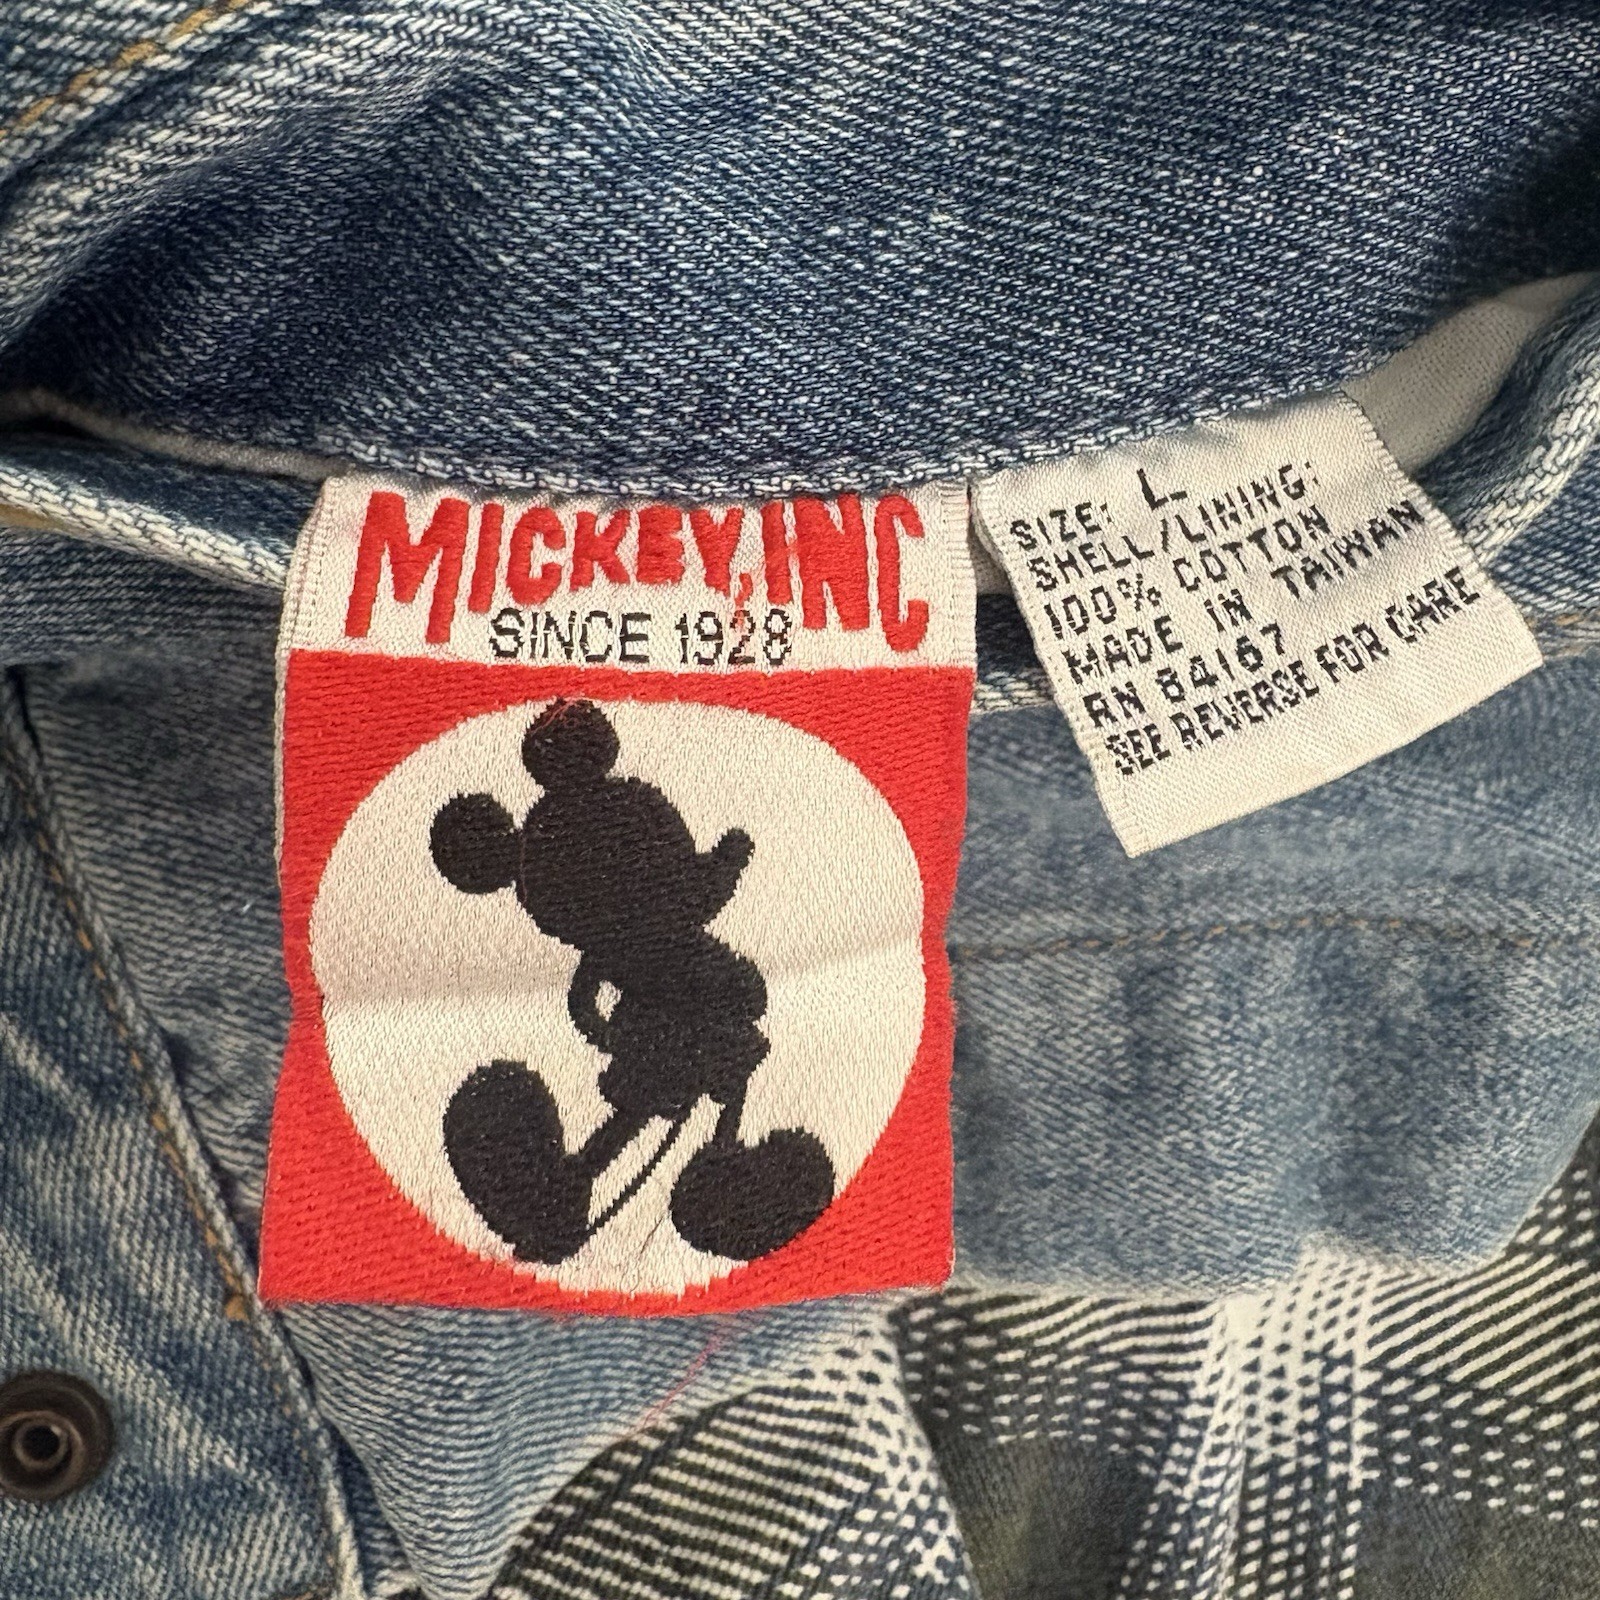 MICKEY, INC
SINCE 1928
SIZE: L
SHELL/LINING:
100% COTTON
MADE IN TAIWAN
RN 84167
SEE REVERSE FOR CARE